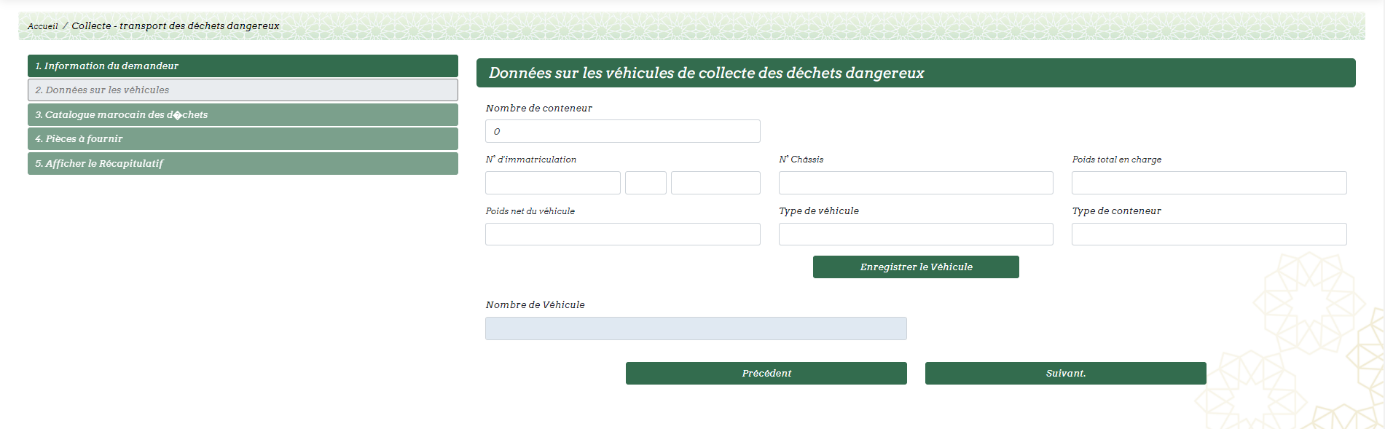 Accueil / Collecte - transport des déchets dangereux
1. Information du demandeur
2. Données sur les véhicules
3. Catalogue marocain des d�chets
4. Pièces à fournir
5. Afficher le Récapitulatif
Données sur les véhicules de collecte des déchets dangereux
Nombre de conteneur
0
N° d'immatriculation
N° Châssis
Poids total en charge
Poids net du véhicule
Type de véhicule
Type de conteneur
Enregistrer le Véhicule
Nombre de Véhicule
Précédent
Suivant.